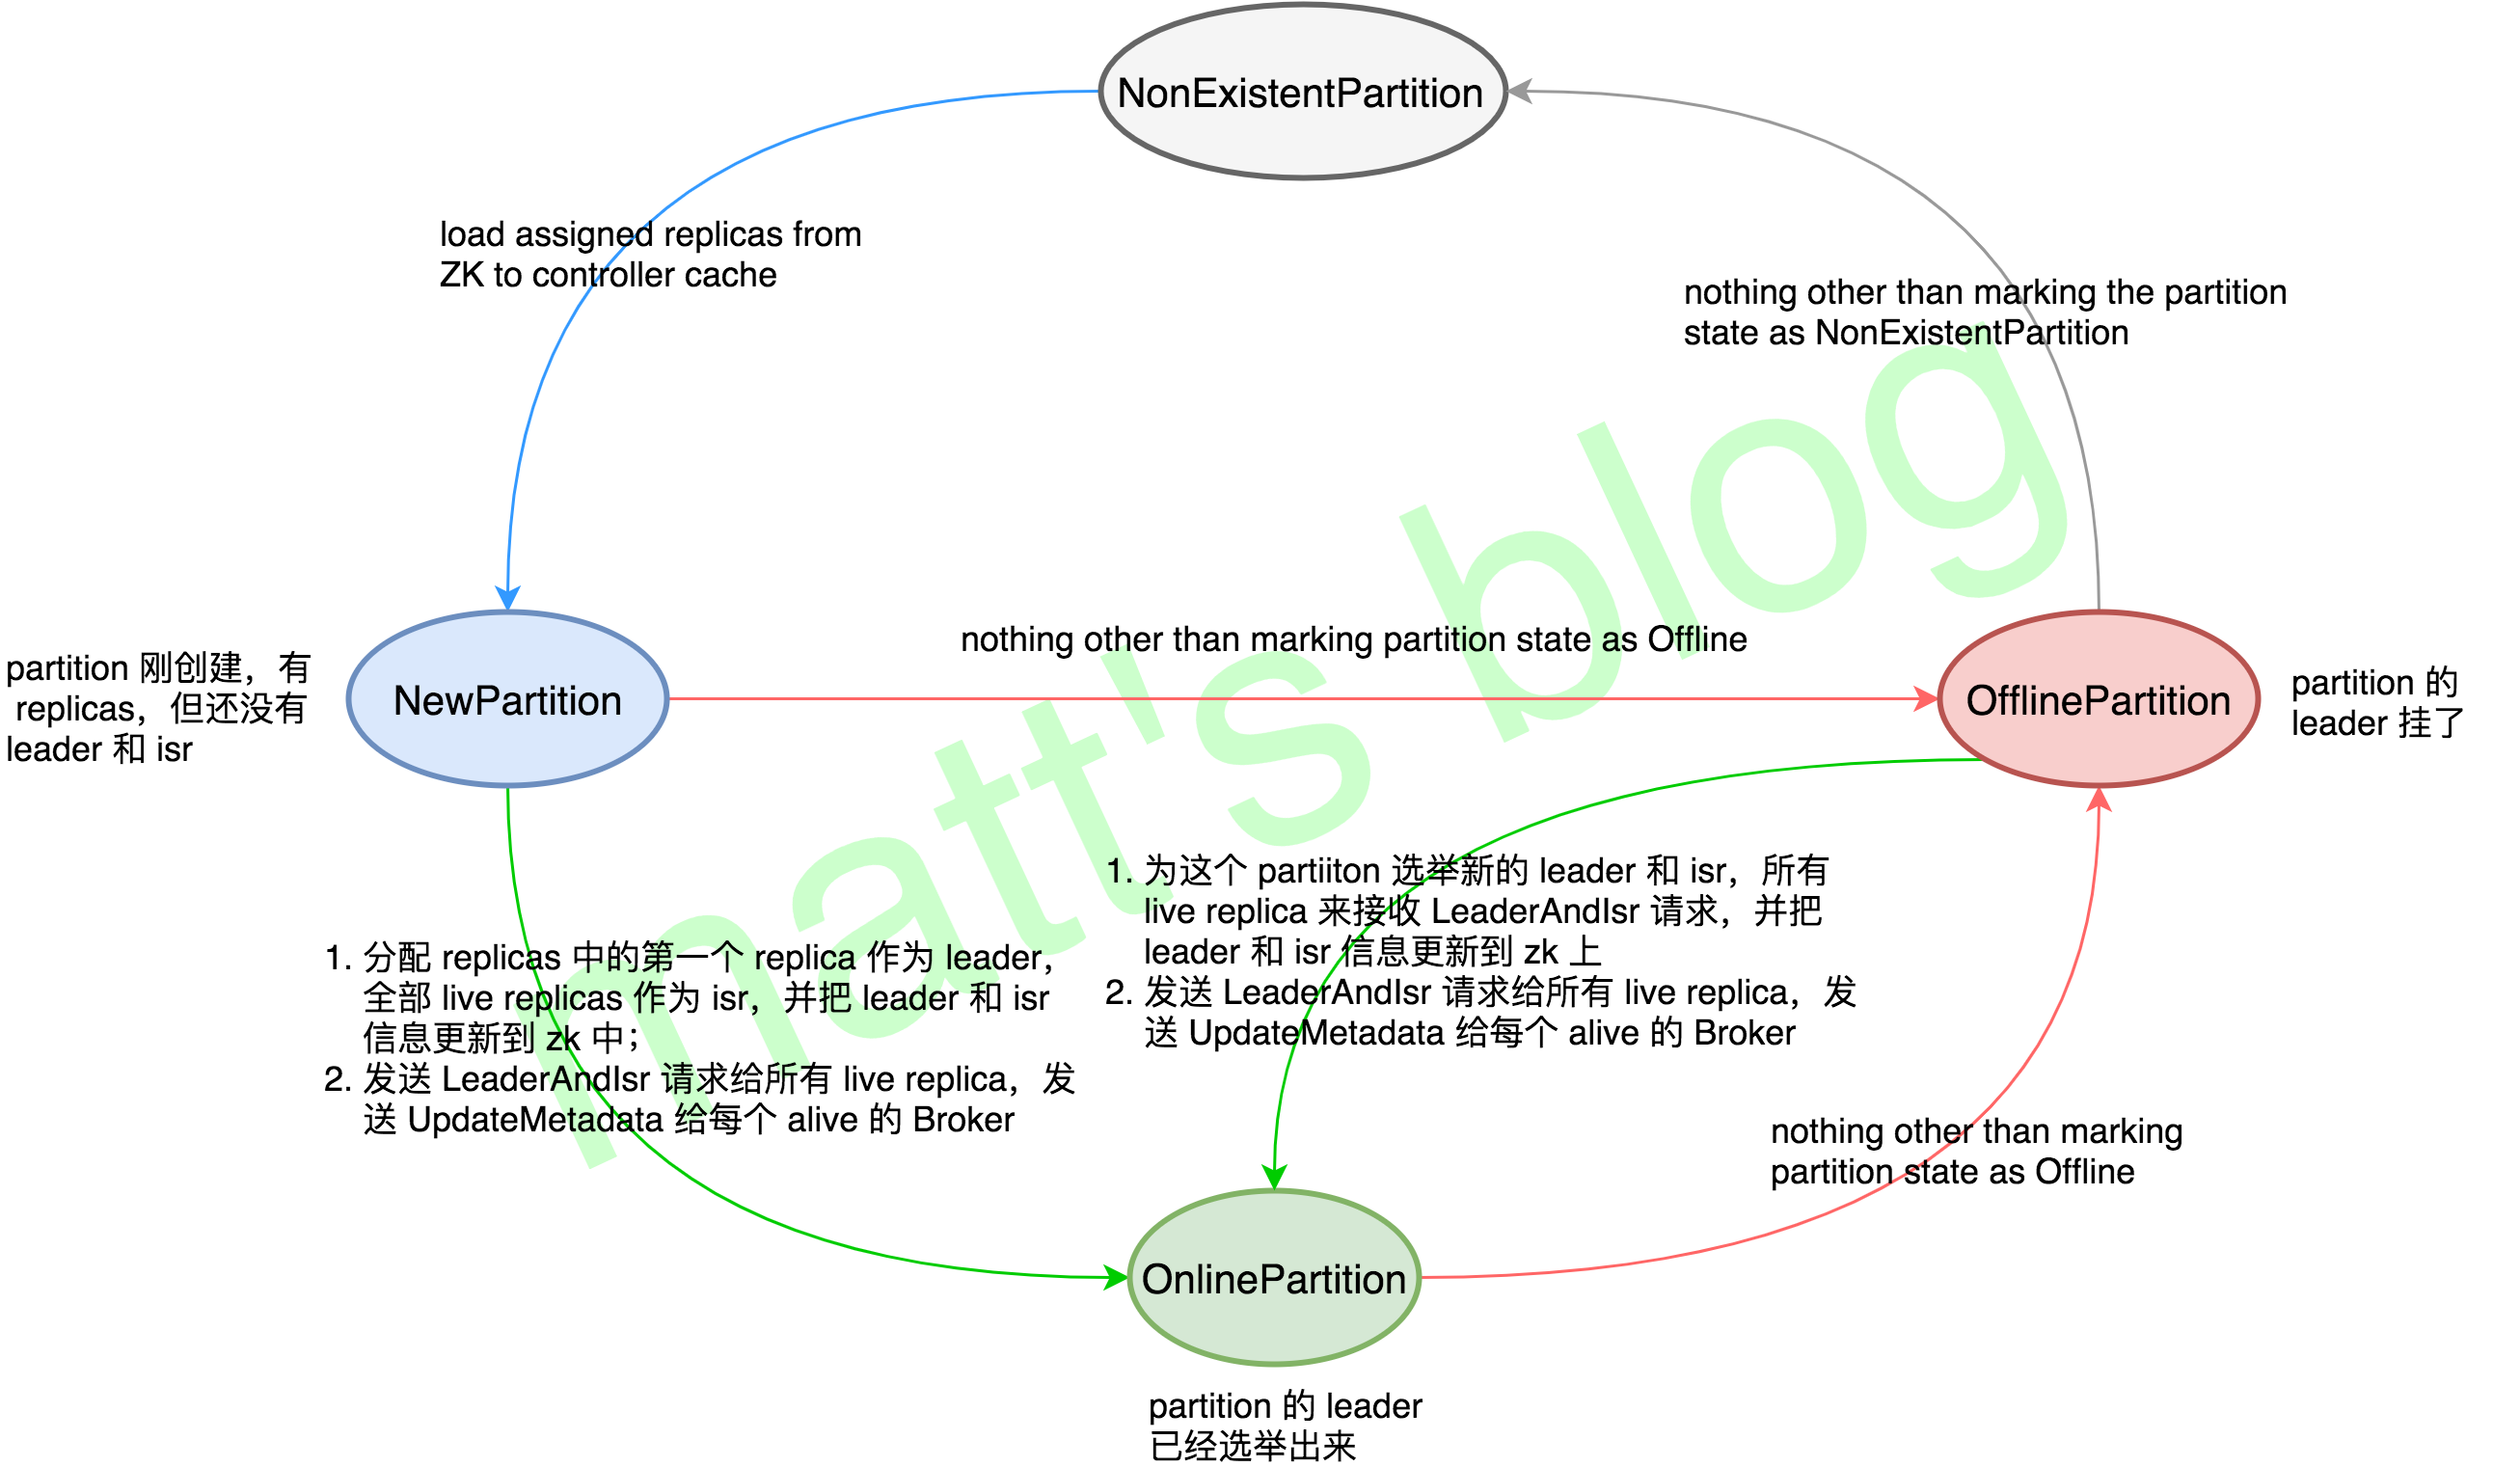 NonExistentPartition
load assigned replicas from
ZK to controller cache
nothing other than marking the partition
state as NonExistentPartition
nothing other than marking partition state as Offline
partition 刚创建，有
replicas，但还没有
leader 和 isr
NewPartition
OfflinePartition
partition 的
leader 挂了
1. 为这个 partiiton 选举新的 leader 和 isr，所有
live replica 来接收 LeaderAndIsr 请求，并把
leader 和 isr 信息更新到 zk 上
2. 发送 LeaderAndIsr 请求给所有 live replica，发
送 UpdateMetadata 给每个 alive 的 Broker
1. 分配 replicas 中的第一个 replica 作为 leader，
全部 live replicas 作为 isr，并把 leader 和 isr
信息更新到 zk 中；
2. 发送 LeaderAndIsr 请求给所有 live replica，发
送 UpdateMetadata 给每个 alive 的 Broker
nothing other than marking
partition state as Offline
OnlinePartition
partition 的 leader
已经选举出来
matt's blog